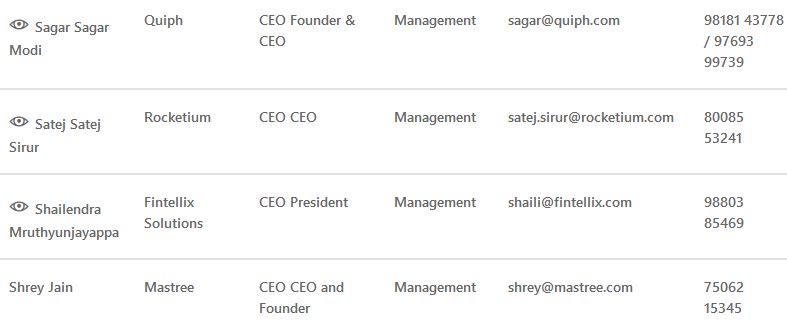 Sagar Sagar Modi Quiph CEO Founder & CEO Management sagar@quiph.com 98181 43778 / 97693 99739
Satej Satej Sirur Rocketium CEO CEO Management satej.sirur@rocketium.com 80085 53241
Shailendra Mruthyunjayappa Fintellix Solutions CEO President Management shaili@fintellix.com 98803 85469
Shrey Jain Mastree CEO CEO and Founder Management shrey@mastree.com 75062 15345